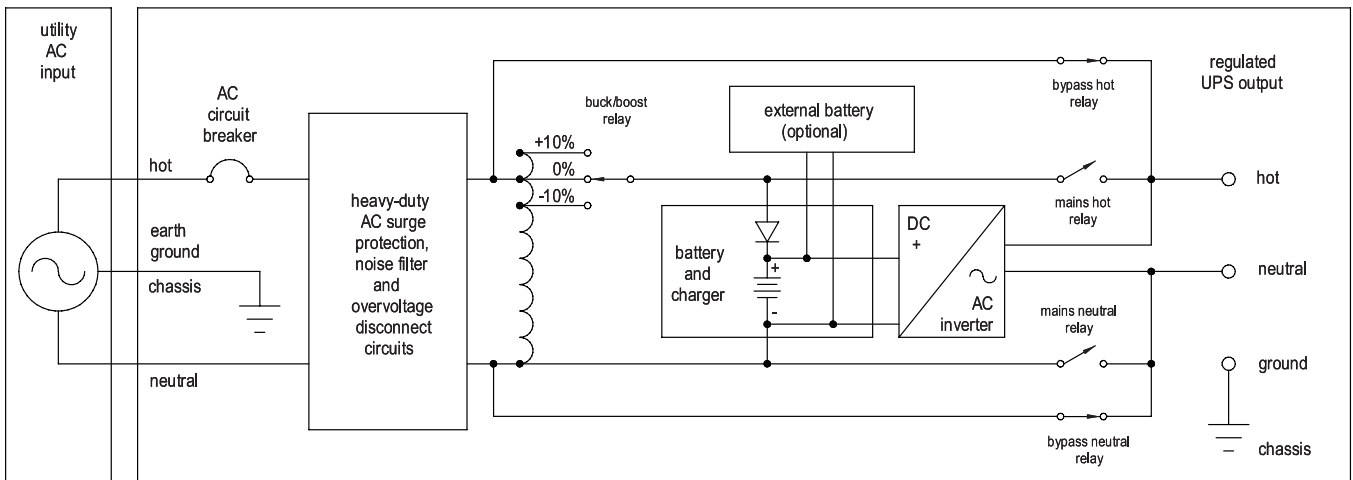 utility
AC
input
AC
circuit
breaker
hot
earth
ground
chassis
neutral
heavy-duty
AC surge
protection,
noise filter
and
overvoltage
disconnect
circuits
buck/boost
relay
+10%
0%
-10%
external battery
(optional)
battery
and
charger
+
-
DC
+
AC
inverter
bypass hot
relay
mains hot
relay
mains neutral
relay
bypass neutral
relay
regulated
UPS output
hot
neutral
ground
chassis